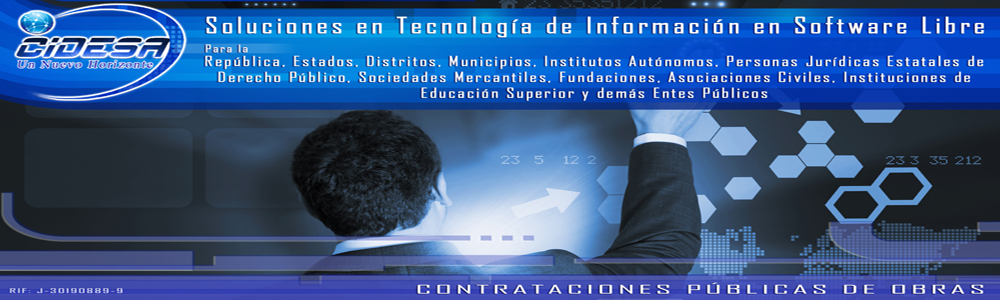 CIDESA
Un Nuevo Horizonte
Soluciones en Tecnología de Información en Software Libre
Para la
República, Estados, Distritos, Municipios, Institutos Autónomos, Personas Jurídicas Estatales de
Derecho Público, Sociedades Mercantiles, Fundaciones, Asociaciones Civiles, Instituciones de
Educación Superior y demás Entes Públicos
23 5 12 2
23 3 35 212
RIF: J-30190889-9
CONTRATACIONES PÚBLICAS DE OBRAS